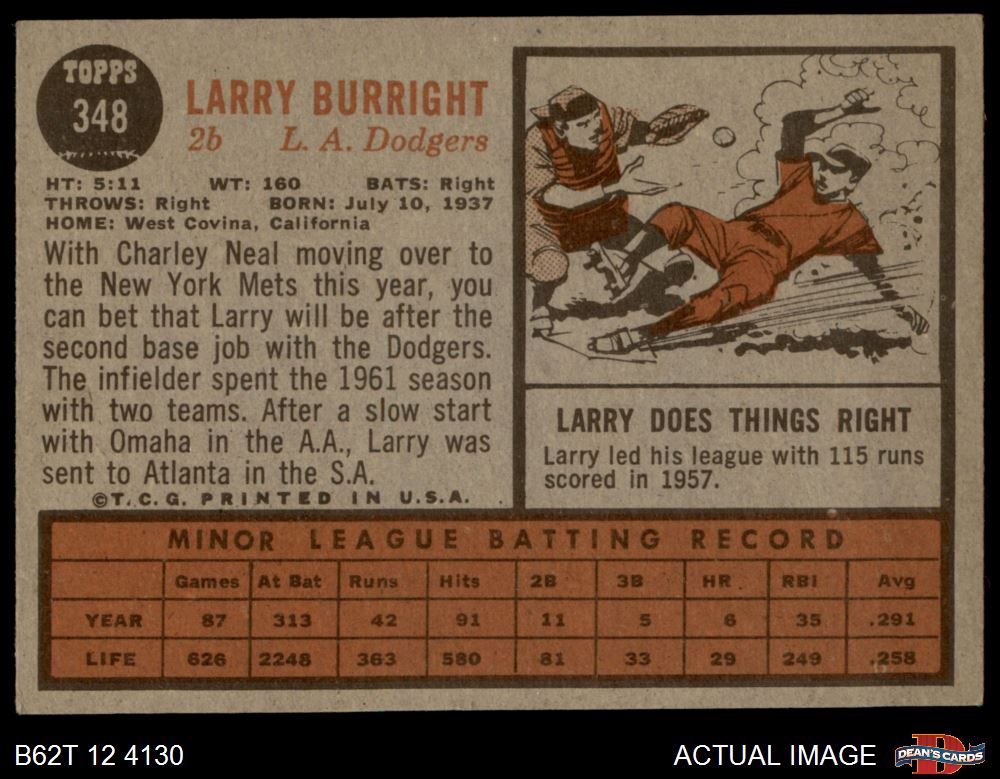 TOPPS
348
LARRY BURRIGHT
2b L. A. Dodgers
HT: 5:11 WT: 160 BATS: Right
THROWS: Right BORN: July 10, 1937
HOME: West Covina, California
With Charley Neal moving over to
the New York Mets this year, you
can bet that Larry will be after the
second base job with the Dodgers.
The infielder spent the 1961 season
with two teams. After a slow start
with Omaha in the A.A., Larry was
sent to Atlanta in the S.A.
©T.C.G. PRINTED IN U.S.A.
LARRY DOES THINGS RIGHT
Larry led his league with 115 runs
scored in 1957.
MINOR LEAGUE BATTING RECORD
Games At Bat Runs Hits 2B 3B HR RBI Avg
YEAR 87 313 42 91 11 5 6 35 .291
LIFE 626 2248 363 580 81 33 29 249 .258
B62T 12 4130
ACTUAL IMAGE
DEAN'S CARDS